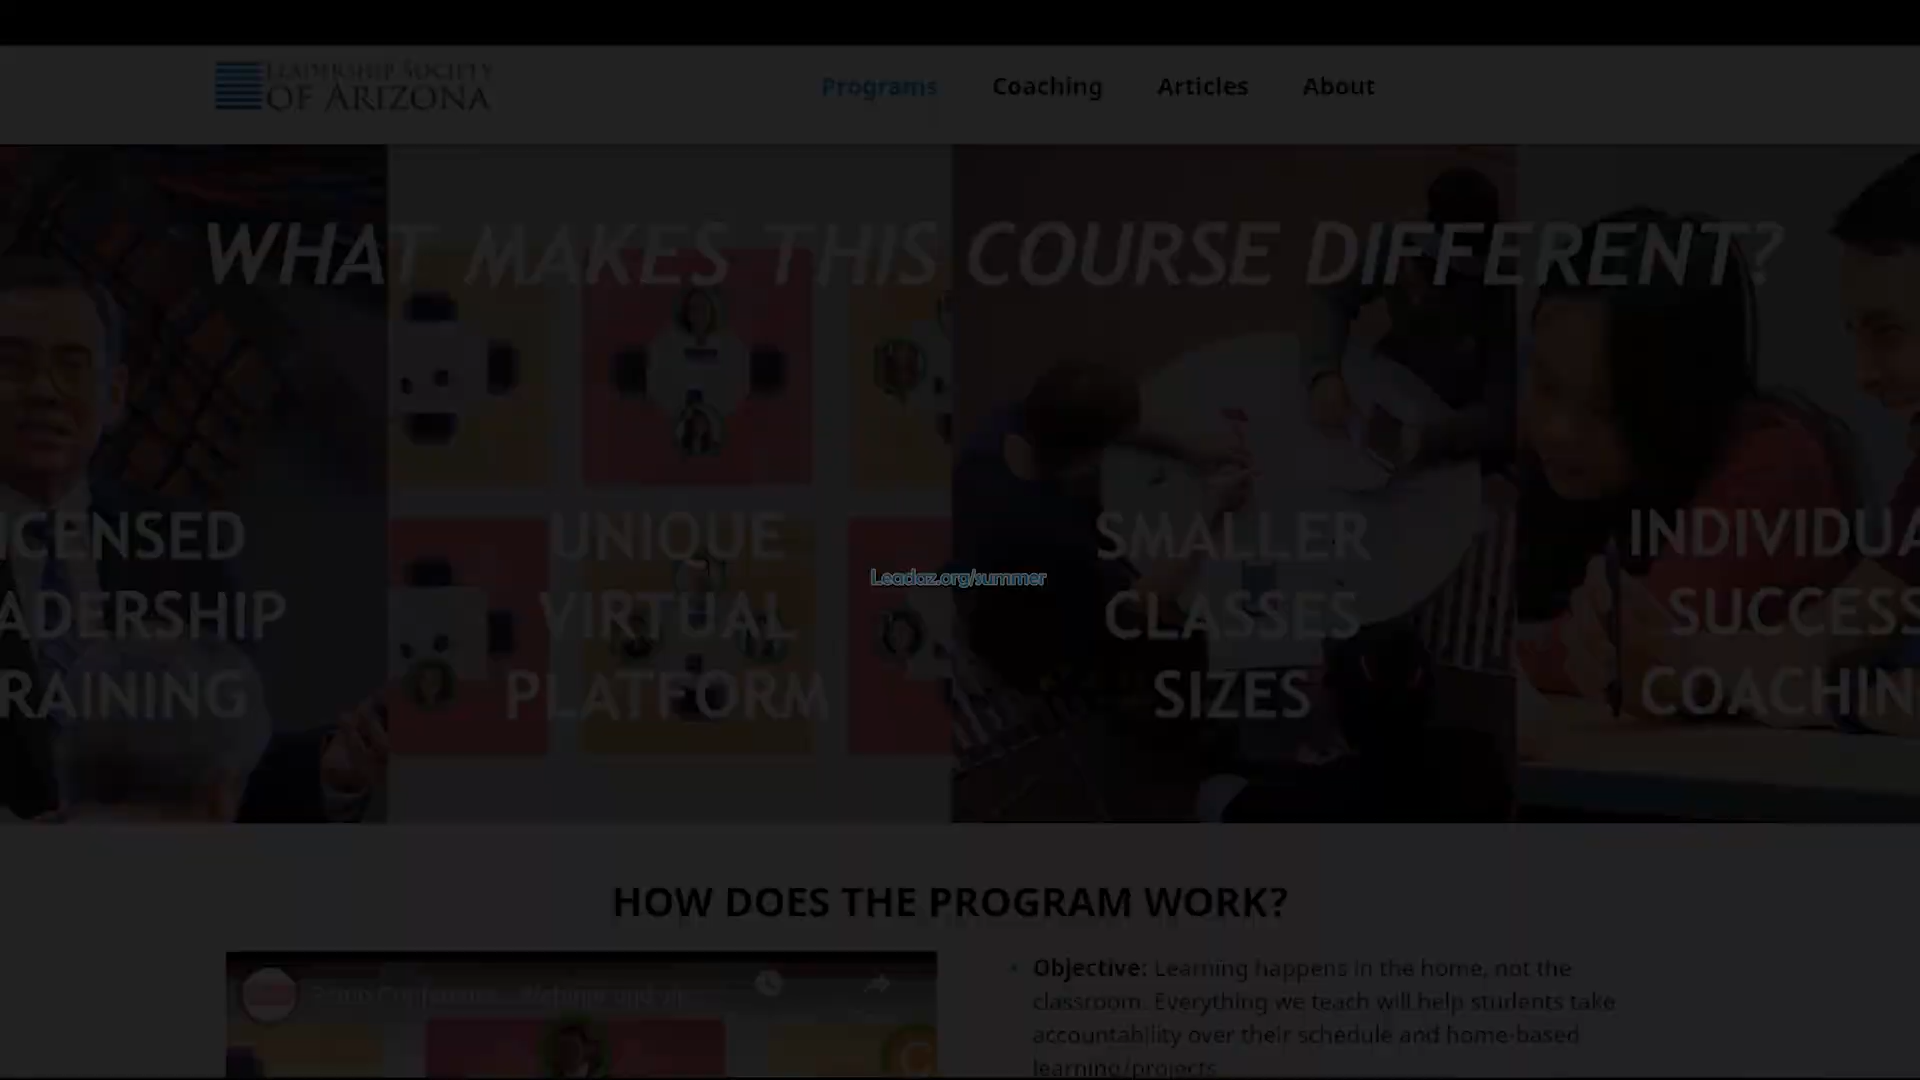 LEADERSHIP SOCIETY
OF ARIZONA
Programs
Coaching
Articles
About
WHAT MAKES THIS COURSE DIFFERENT?
ICENSED
ADERSHIP
RAINING
UNIQUE
VIRTUAL
PLATFORM
SMALLER
CLASSES
SIZES
INDIVIDUA
SUCCESS
COACHIN
Leadaz.org/summer
HOW DOES THE PROGRAM WORK?
Objective: Learning happens in the home, not the
classroom. Everything we teach will help students take
accountability over their schedule and home-based
learning/projects